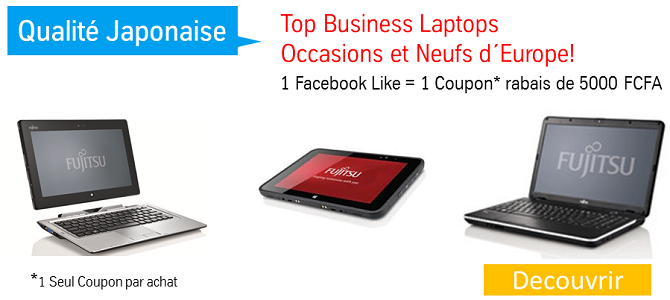 Qualité Japonaise
Top Business Laptops
Occasions et Neufs d´Europe!
1 Facebook Like = 1 Coupon* rabais de 5000 FCFA
FUJITSU
FUJITSU
FUJITSU
*1 Seul Coupon par achat
Decouvrir